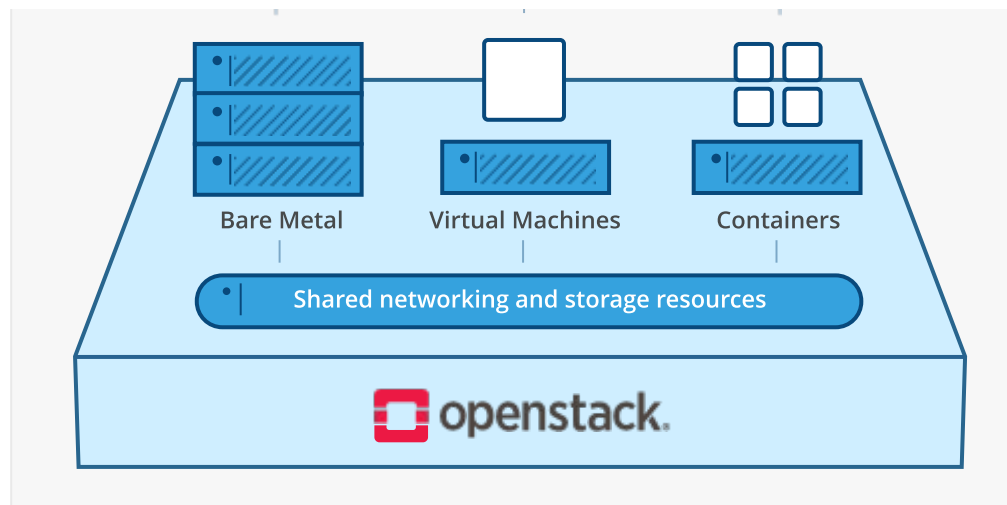 Bare Metal
Virtual Machines
Containers
Shared networking and storage resources
openstack.